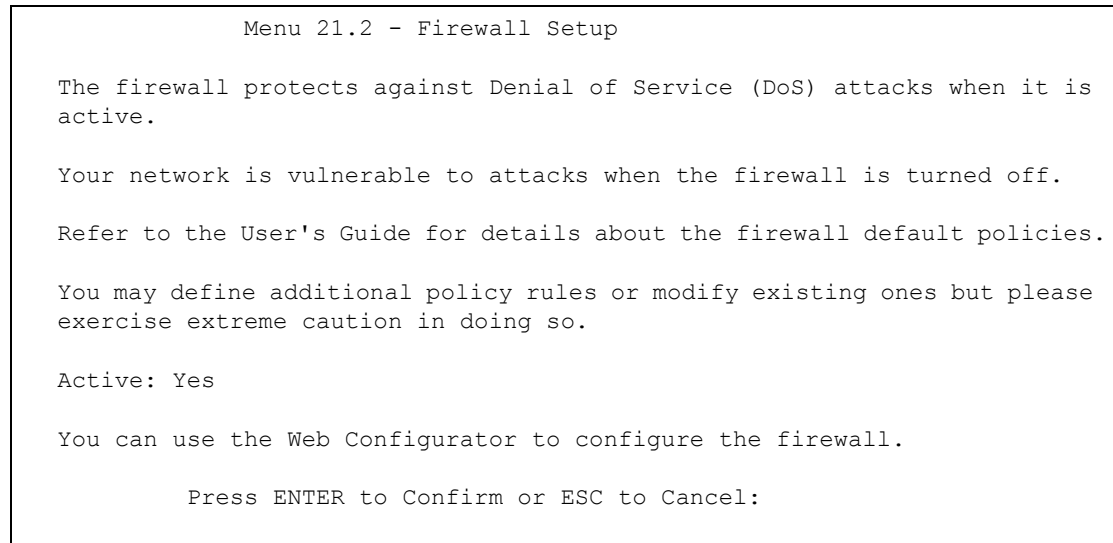 Menu 21.2 - Firewall Setup
The firewall protects against Denial of Service (DoS) attacks when it is
active.
Your network is vulnerable to attacks when the firewall is turned off.
Refer to the User's Guide for details about the firewall default policies.
You may define additional policy rules or modify existing ones but please
exercise extreme caution in doing so.
Active: Yes
You can use the Web Configurator to configure the firewall.
Press ENTER to Confirm or ESC to Cancel: